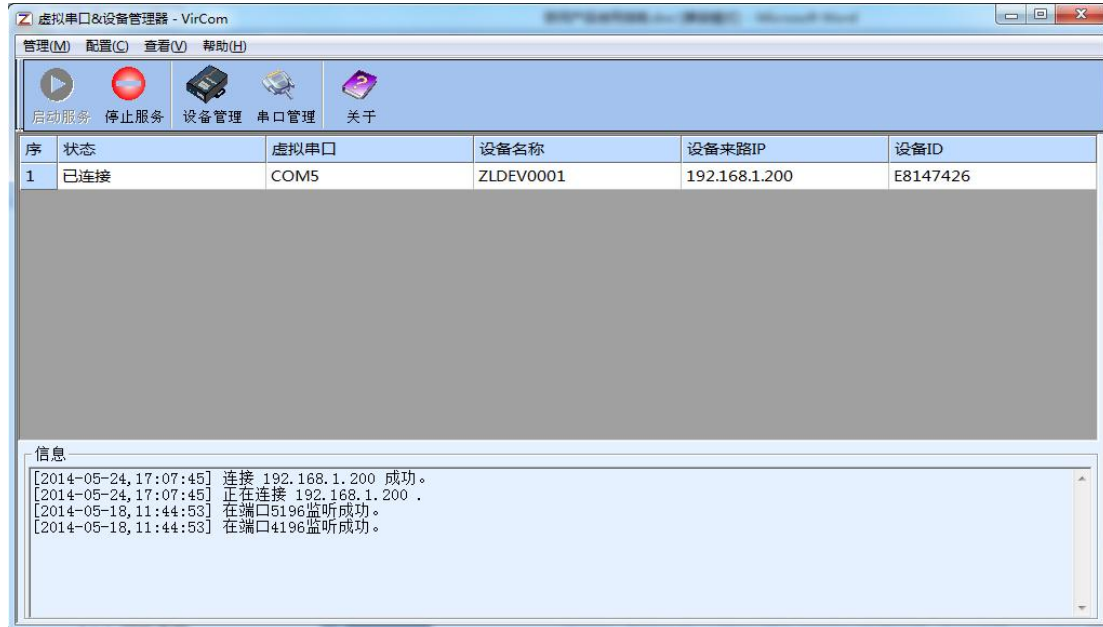 虚拟串口&设备管理器 - VirCom
管理(M) 配置(C) 查看(V) 帮助(H)
启动服务 停止服务 设备管理 串口管理 关于
序 状态 虚拟串口 设备名称 设备来路IP 设备ID
1 已连接 COM5 ZLDEV0001 192.168.1.200 E8147426
信息
[2014-05-24,17:07:45] 连接 192.168.1.200 成功。
[2014-05-24,17:07:45] 正在连接 192.168.1.200 .
[2014-05-18,11:44:53] 在端口5196监听成功。
[2014-05-18,11:44:53] 在端口4196监听成功。